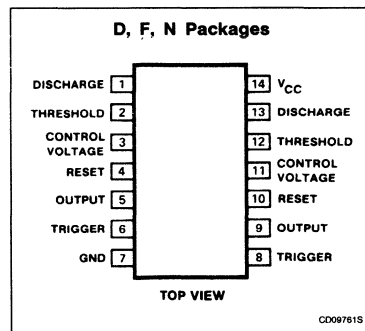 D, F, N Packages
DISCHARGE 1
THRESHOLD 2
CONTROL VOLTAGE 3
RESET 4
OUTPUT 5
TRIGGER 6
GND 7
14 VCC
13 DISCHARGE
12 THRESHOLD
11 CONTROL VOLTAGE
10 RESET
9 OUTPUT
8 TRIGGER
TOP VIEW
CD09761S